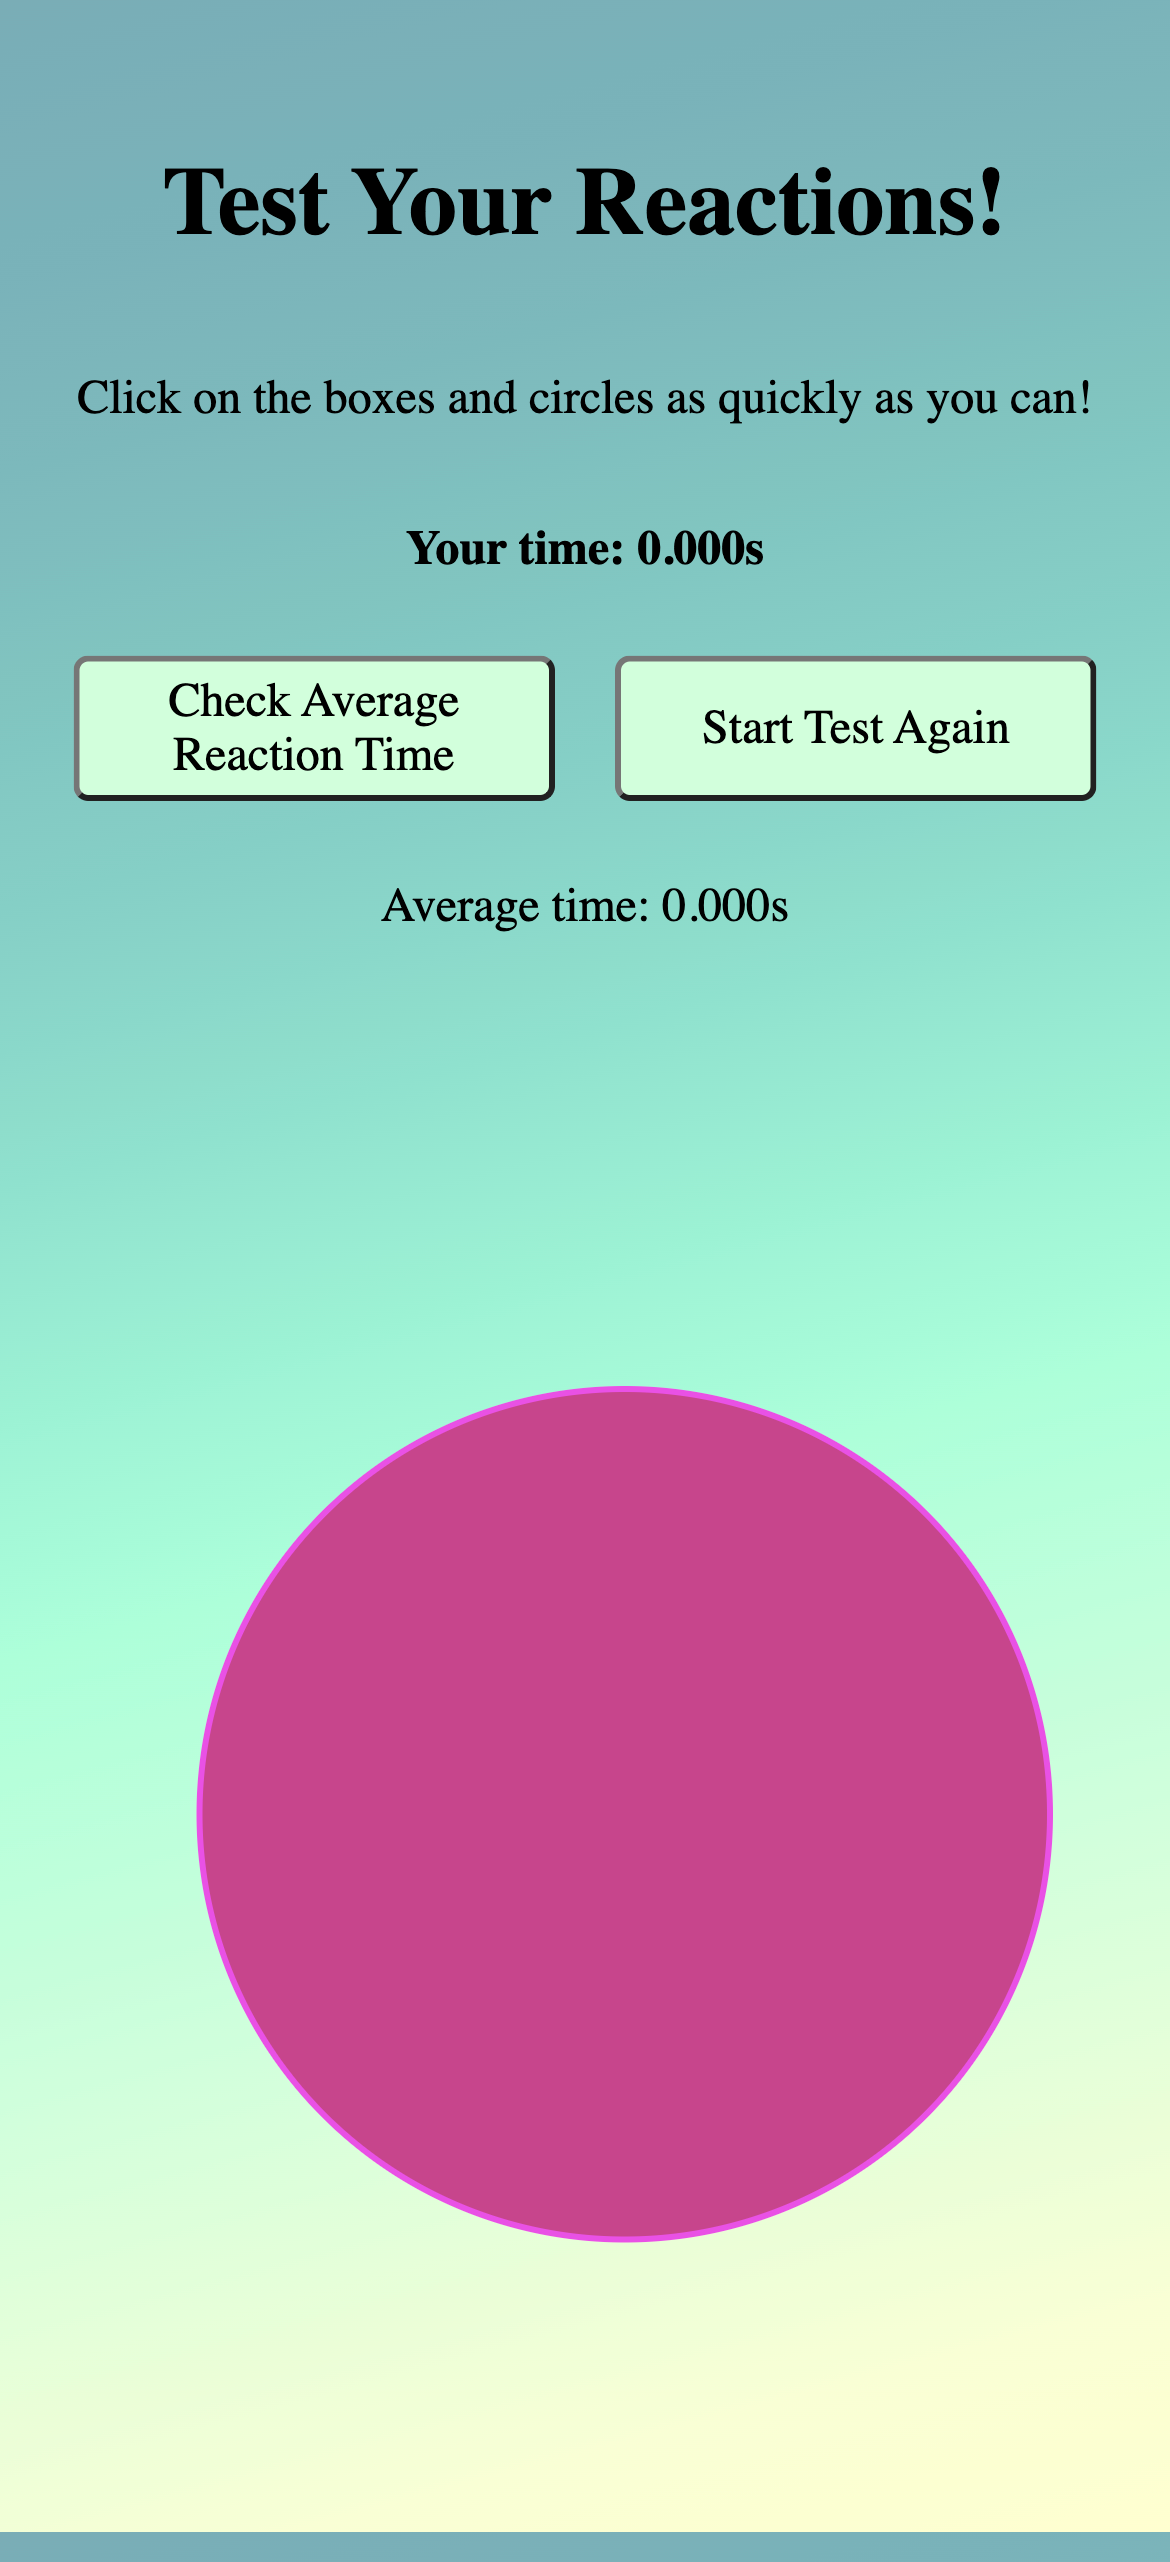 Test Your Reactions!
Click on the boxes and circles as quickly as you can!
Your time: 0.000s
Check Average
Reaction Time
Start Test Again
Average time: 0.000s